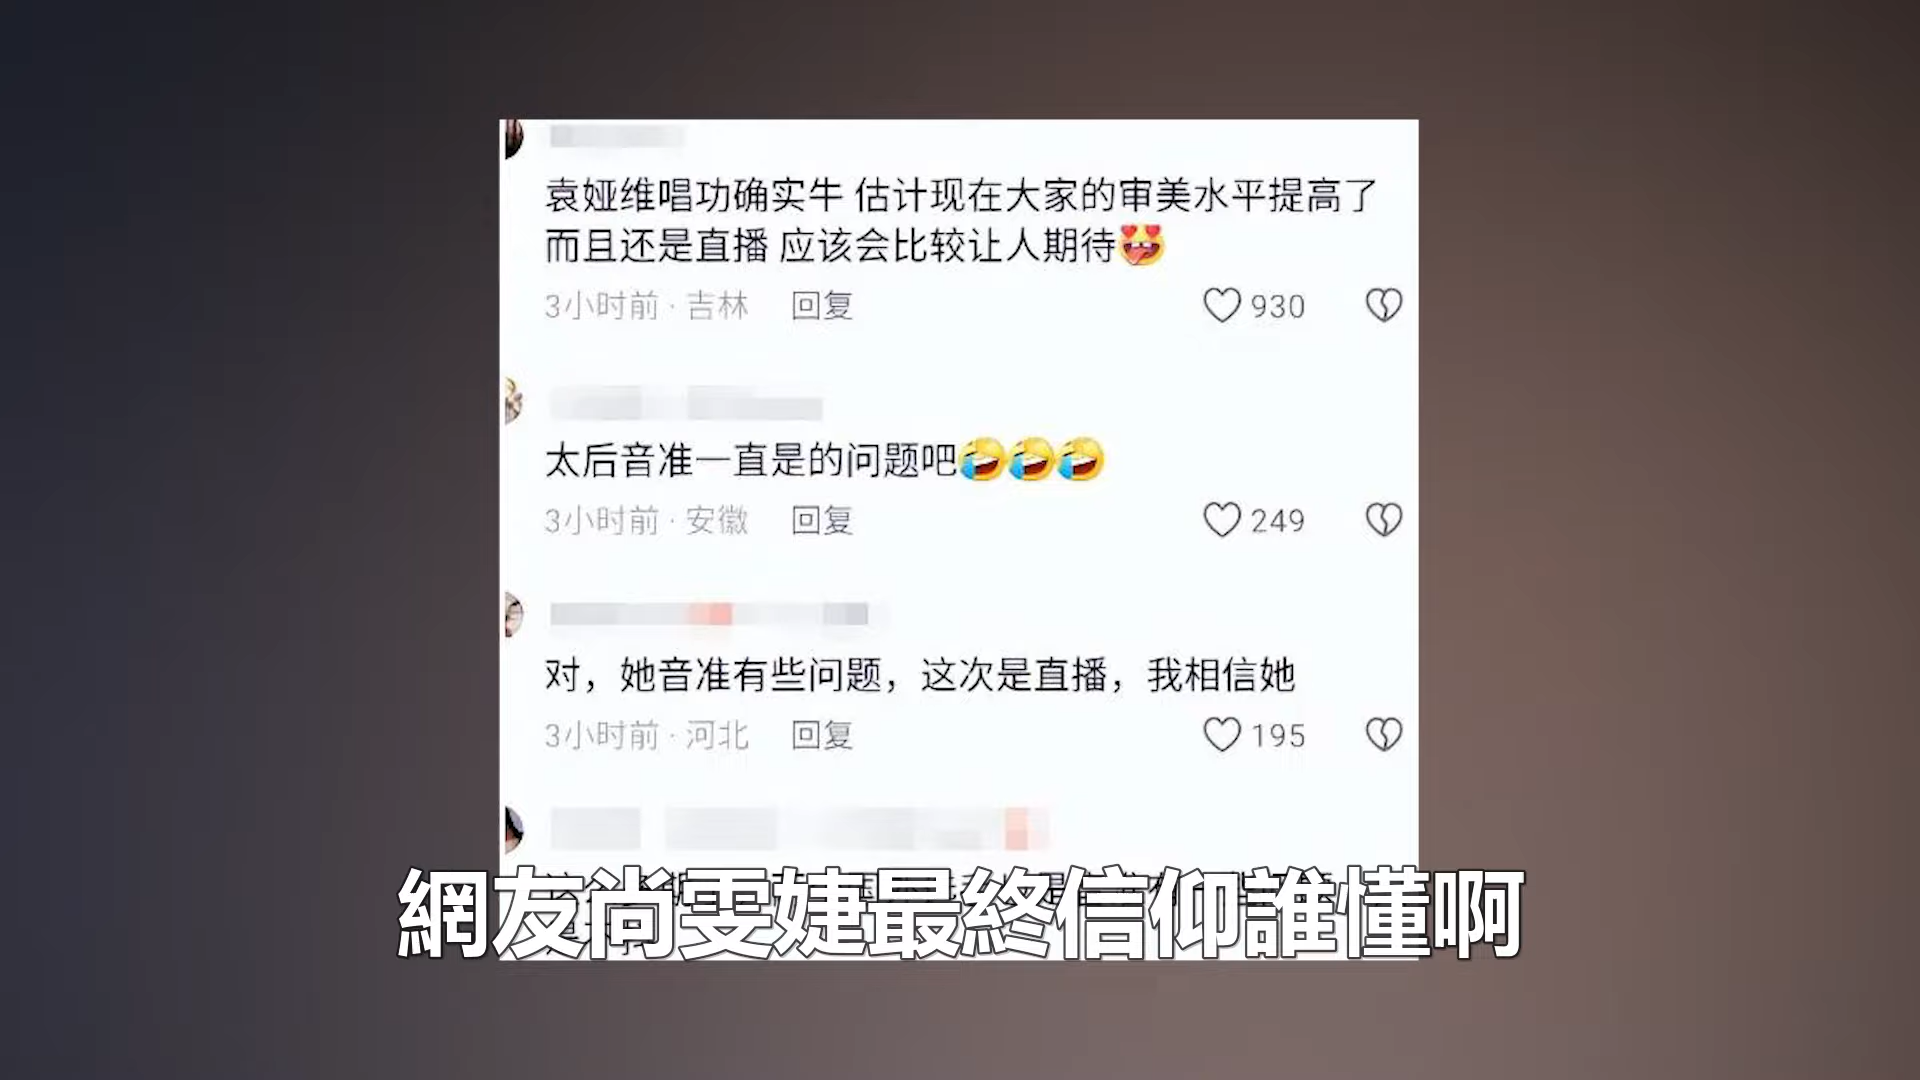 袁娅维唱功确实牛 估计现在大家的审美水平提高了
而且还是直播 应该会比较让人期待
3小时前 · 吉林 回复 930
太后音准一直是的问题吧
3小时前 · 安徽 回复 249
对，她音准有些问题，这次是直播，我相信她
3小时前 · 河北 回复 195
網友尚雯婕最終信仰誰懂啊